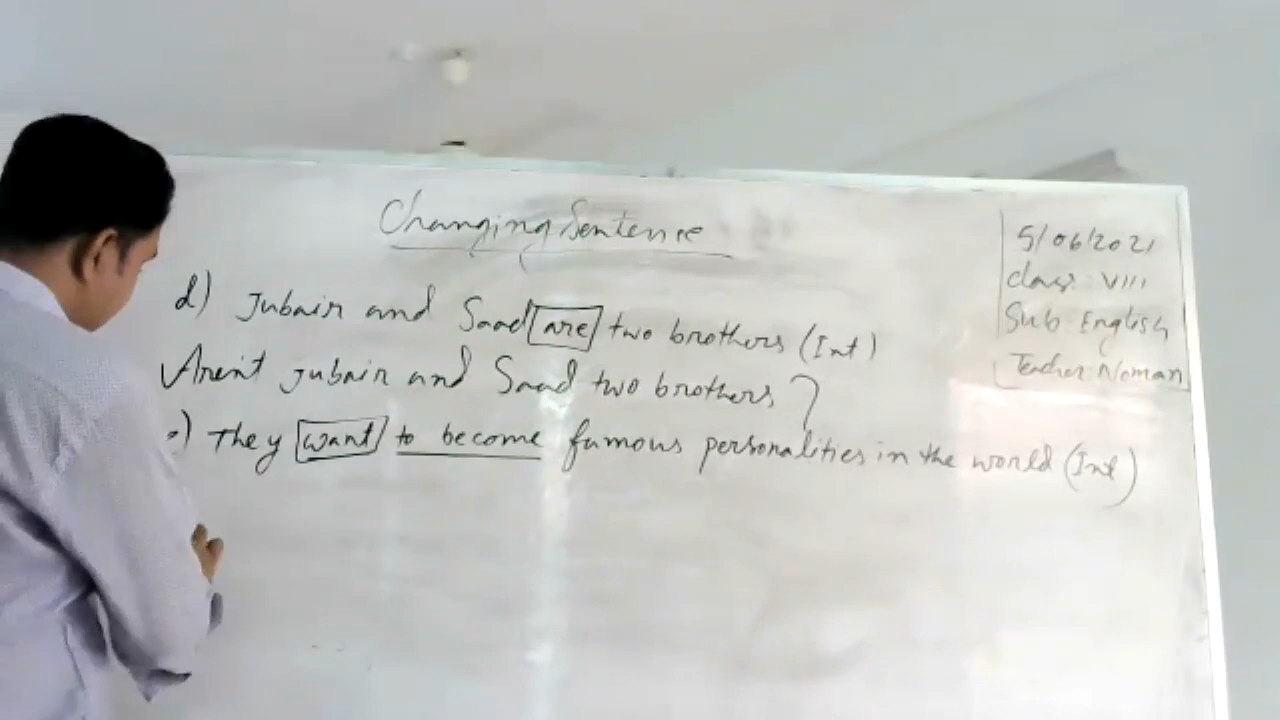 Changing Sentence
5/06/2021
class: VIII
Sub: English
Teacher: Noman
d) Jubair and Saad are two brothers (Int)
Aren't jubair and Saad two brothers?
e) They want to become famous personalities in the world (Int)